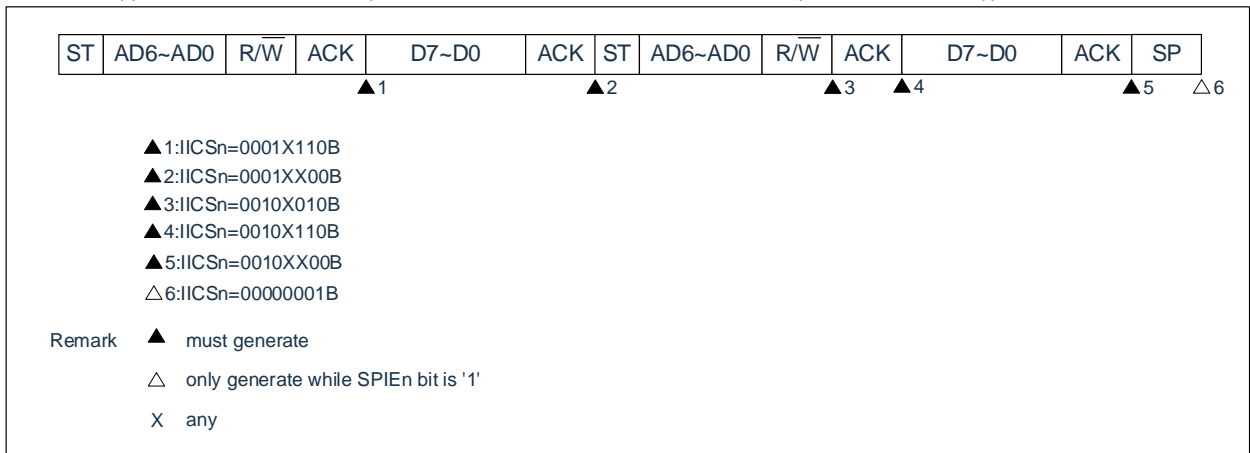 ST AD6~AD0 R/W ACK D7~D0 ACK ST AD6~AD0 R/W ACK D7~D0 ACK SP
▲1 ▲2 ▲3 ▲4 ▲5 △6
▲1:IICSn=0001X110B
▲2:IICSn=0001XX00B
▲3:IICSn=0010X010B
▲4:IICSn=0010X110B
▲5:IICSn=0010XX00B
△6:IICSn=00000001B
Remark ▲ must generate
△ only generate while SPIEn bit is '1'
X any